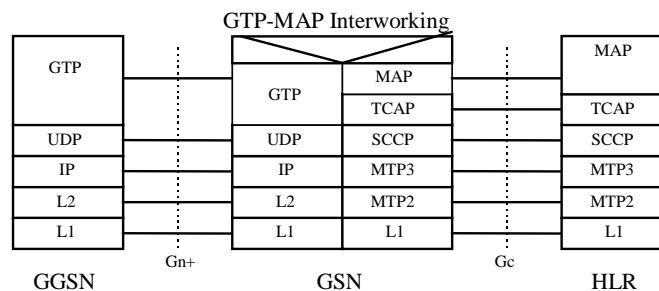 GTP-MAP Interworking
GTP
GTP
MAP
MAP
TCAP
TCAP
UDP
UDP
SCCP
SCCP
IP
IP
MTP3
MTP3
L2
L2
MTP2
MTP2
L1
L1
L1
L1
Gn+
Gc
GGSN
GSN
HLR